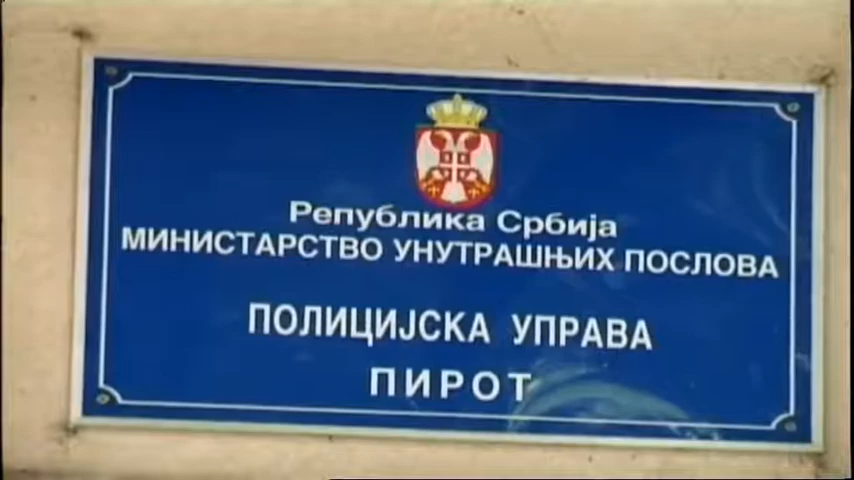 Република Србија
МИНИСТАРСТВО УНУТРАШЊИХ ПОСЛОВА
ПОЛИЦИЈСКА УПРАВА
ПИРОТ